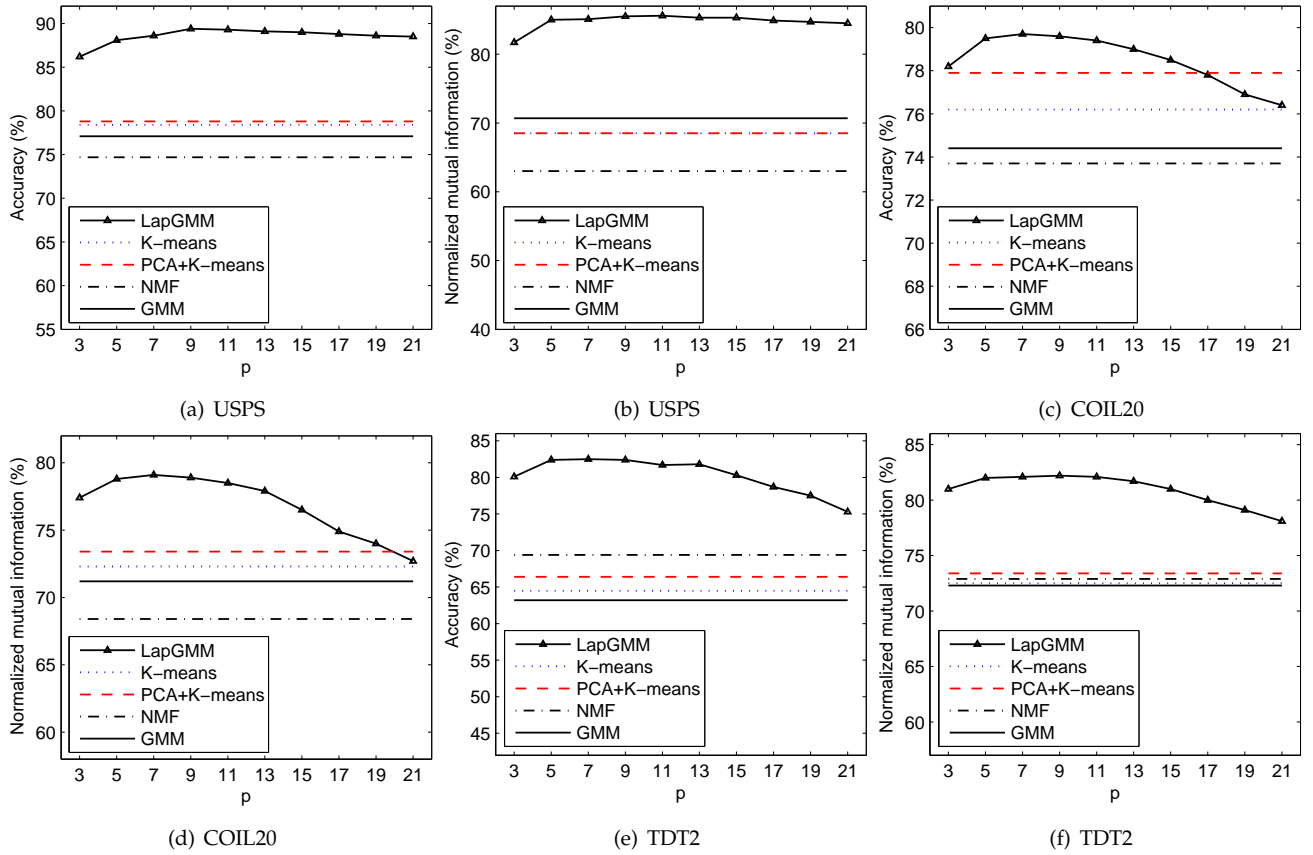 90
85
80
75
70
65
60
55
Accuracy (%)
LapGMM
K−means
PCA+K−means
NMF
GMM
3 5 7 9 11 13 15 17 19 21
p
(a) USPS
80
70
60
50
40
Normalized mutual information (%)
LapGMM
K−means
PCA+K−means
NMF
GMM
3 5 7 9 11 13 15 17 19 21
p
(b) USPS
80
78
76
74
72
70
68
66
Accuracy (%)
LapGMM
K−means
PCA+K−means
NMF
GMM
3 5 7 9 11 13 15 17 19 21
p
(c) COIL20
80
75
70
65
60
Normalized mutual information (%)
LapGMM
K−means
PCA+K−means
NMF
GMM
3 5 7 9 11 13 15 17 19 21
p
(d) COIL20
85
80
75
70
65
60
55
50
45
Accuracy (%)
LapGMM
K−means
PCA+K−means
NMF
GMM
3 5 7 9 11 13 15 17 19 21
p
(e) TDT2
85
80
75
70
65
60
Normalized mutual information (%)
LapGMM
K−means
PCA+K−means
NMF
GMM
3 5 7 9 11 13 15 17 19 21
p
(f) TDT2